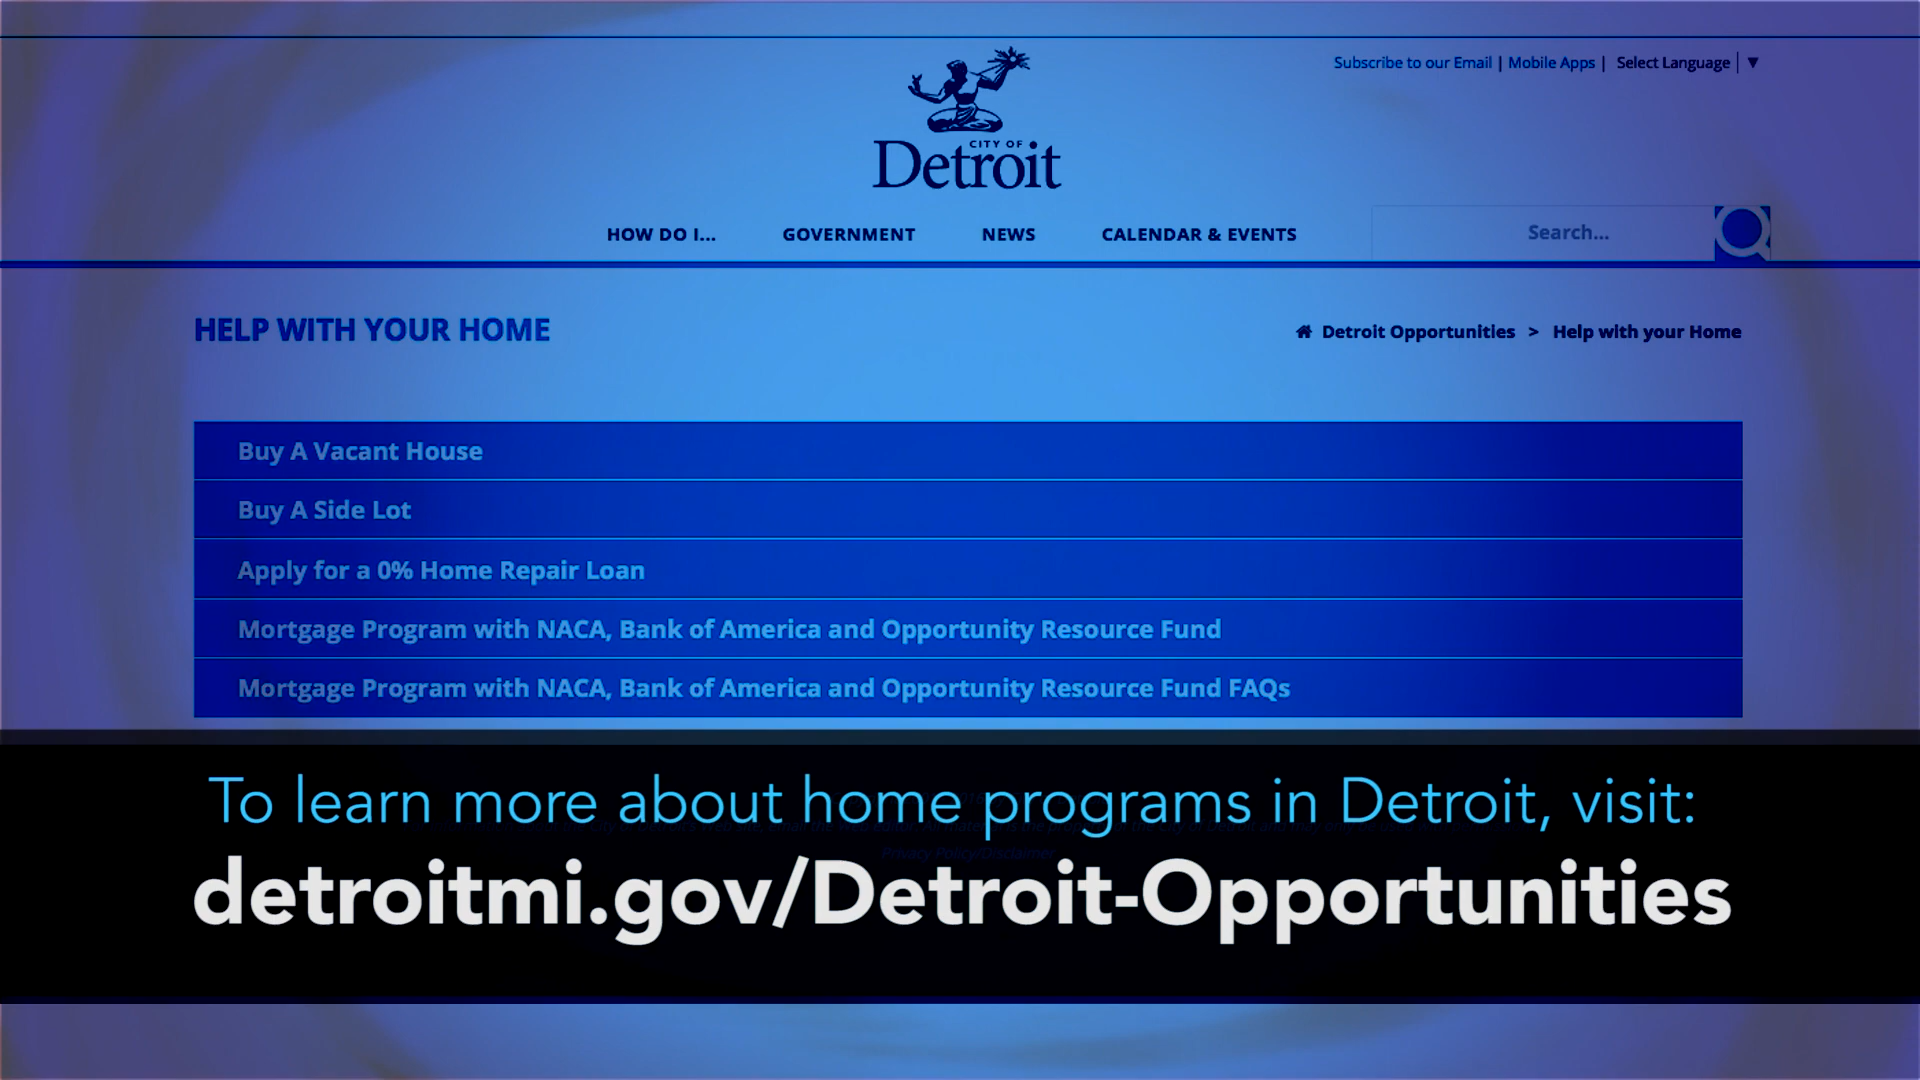 Subscribe to our Email | Mobile Apps | Select Language | ▼
CITY OF
Detroit
HOW DO I... GOVERNMENT NEWS CALENDAR & EVENTS Search...
HELP WITH YOUR HOME
Detroit Opportunities > Help with your Home
Buy A Vacant House
Buy A Side Lot
Apply for a 0% Home Repair Loan
Mortgage Program with NACA, Bank of America and Opportunity Resource Fund
Mortgage Program with NACA, Bank of America and Opportunity Resource Fund FAQs
To learn more about home programs in Detroit, visit:
Privacy Policy/Disclaimer
detroitmi.gov/Detroit-Opportunities